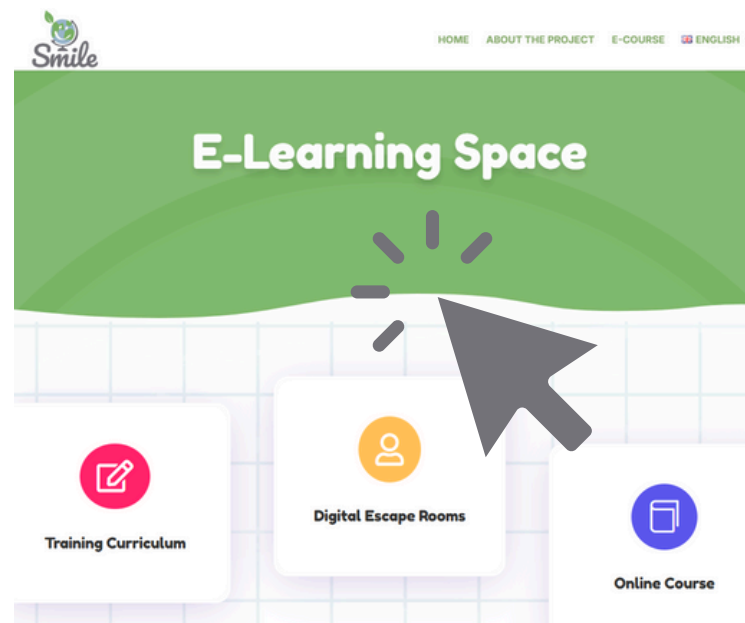 Smile
HOME ABOUT THE PROJECT E-COURSE ENGLISH
E-Learning Space
Training Curriculum
Digital Escape Rooms
Online Course